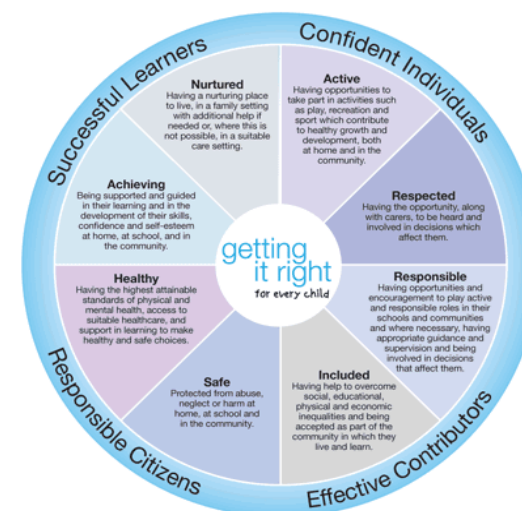 Successful Learners
Confident Individuals
Nurtured
Having a nurturing place
to live, in a family setting
with additional help if
needed or, where this is
not possible, in a suitable
care setting.
Active
Having opportunities to
take part in activities such
as play, recreation and
sport which contribute
to healthy growth and
development, both
at home and in the
community.
Achieving
Being supported and guided
in their learning and in the
development of their skills,
confidence and self-esteem
at home, at school, and in
the community.
Respected
Having the opportunity, along
with carers, to be heard and
involved in decisions which
affect them.
getting
it right
for every child
Healthy
Having the highest attainable
standards of physical and
mental health, access to
suitable healthcare, and
support in learning to make
healthy and safe choices.
Responsible
Having opportunities and
encouragement to play active
and responsible roles in their
schools and communities
and where necessary, having
appropriate guidance and
supervision and being
involved in decisions
that affect them.
Safe
Protected from abuse,
neglect or harm at
home, at school and
in the community.
Included
Having help to overcome
social, educational,
physical and economic
inequalities and being
accepted as part of the
community in which they
live and learn.
Responsible Citizens
Effective Contributors